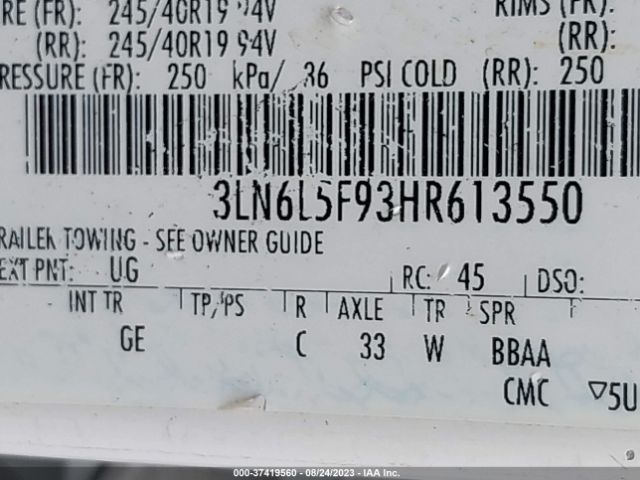 RE (FR): 245/40R19 94V RIMS (FR):
(RR): 245/40R19 94V (RR):
PRESSURE (FR): 250 kPa/ 36 PSI COLD (RR): 250
3LN6L5F93HR613550
RAILER TOWING - SEE OWNER GUIDE
EXT PNT: UG RC: 45 DSO:
INT TR TP/PS R AXLE TR SPR
GE C 33 W BBAA
CMC ▽5U
000-37419560 - 08/24/2023 - IAA Inc.